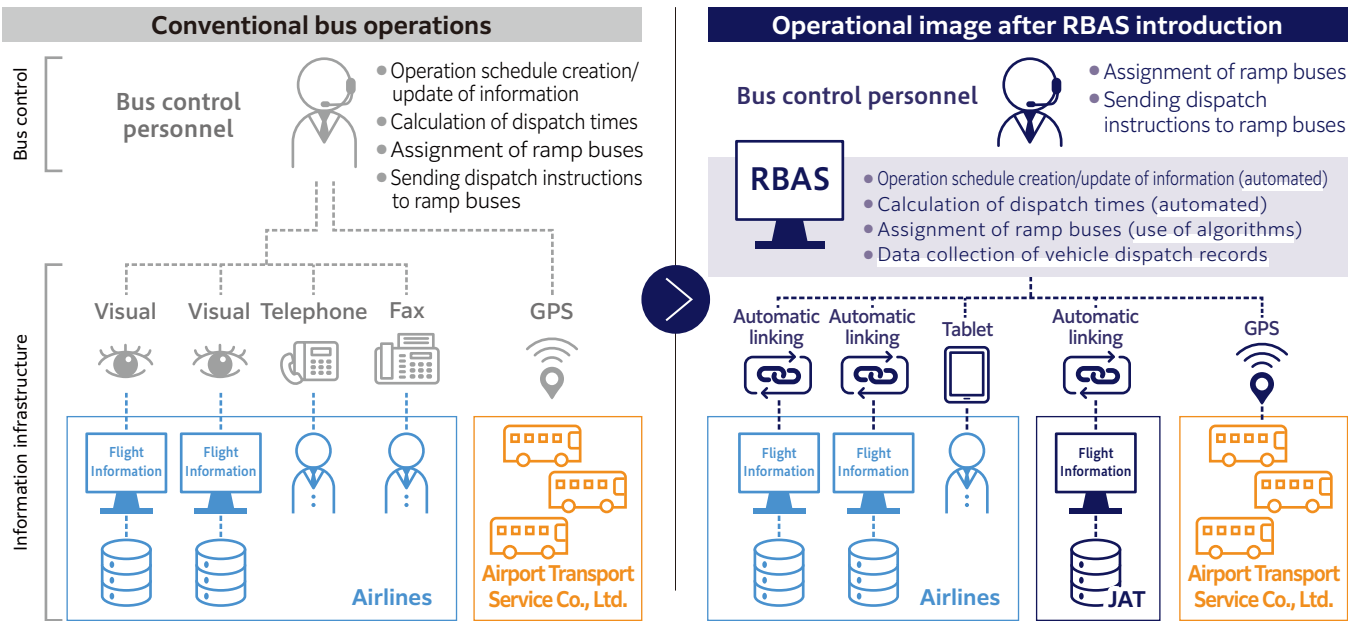 Conventional bus operations
Bus control
Bus control
personnel
Operation schedule creation/
update of information
Calculation of dispatch times
Assignment of ramp buses
Sending dispatch instructions
to ramp buses
Information infrastructure
Visual
Visual
Telephone
Fax
GPS
Flight
Information
Flight
Information
Airlines
Airport Transport
Service Co., Ltd.
Operational image after RBAS introduction
Bus control personnel
Assignment of ramp buses
Sending dispatch
instructions to ramp buses
RBAS
Operation schedule creation/update of information (automated)
Calculation of dispatch times (automated)
Assignment of ramp buses (use of algorithms)
Data collection of vehicle dispatch records
Automatic
linking
Automatic
linking
Tablet
Automatic
linking
GPS
Flight
Information
Flight
Information
Airlines
Flight
Information
JAT
Airport Transport
Service Co., Ltd.